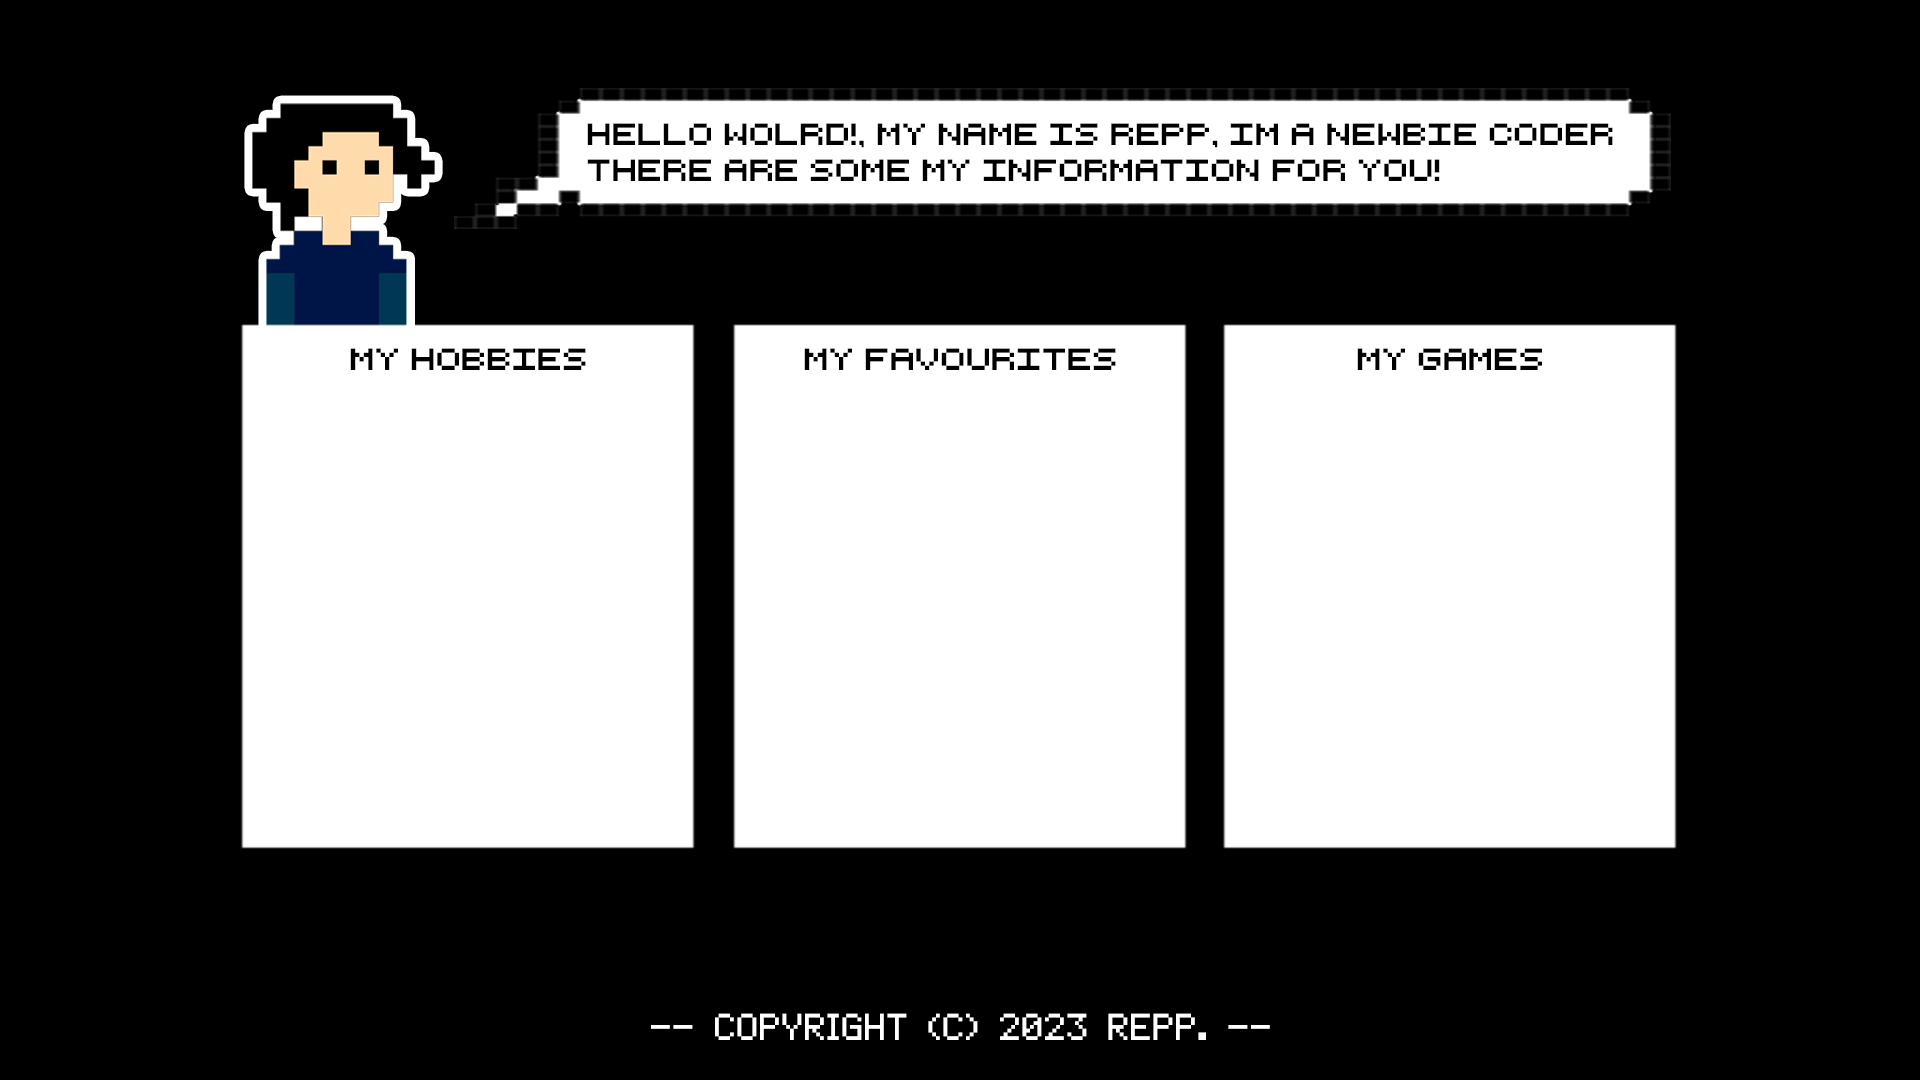 HELLO WOLRD!, MY NAME IS REPP, IM A NEWBIE CODER
THERE ARE SOME MY INFORMATION FOR YOU!
MY HOBBIES
MY FAVOURITES
MY GAMES
-- COPYRIGHT (C) 2023 REPP. --